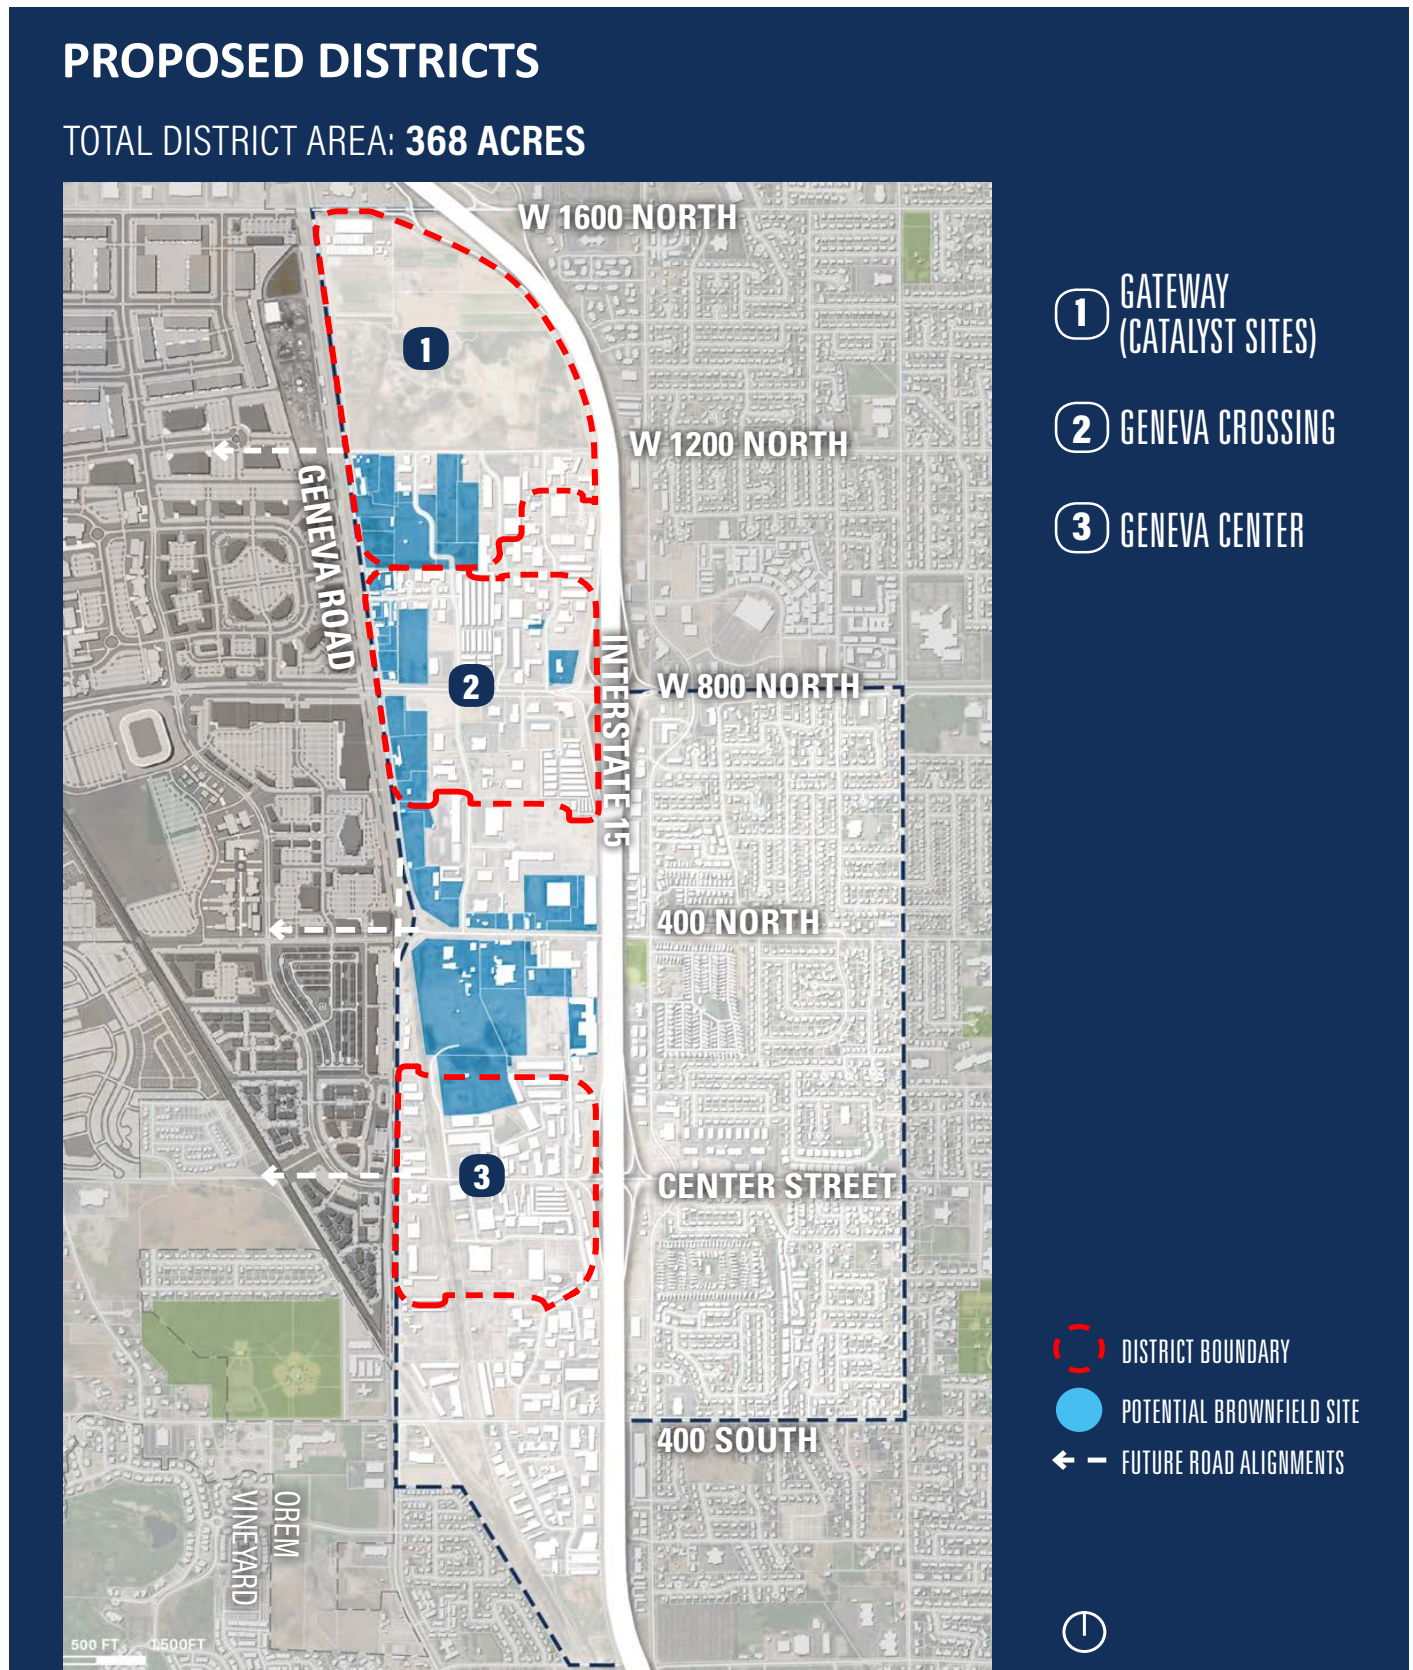 PROPOSED DISTRICTS
TOTAL DISTRICT AREA: 368 ACRES
W 1600 NORTH
1
W 1200 NORTH
GENEVA ROAD
INTERSTATE 15
2
W 800 NORTH
400 NORTH
3
CENTER STREET
400 SOUTH
OREM
VINEYARD
500 FT
1,500FT
1 GATEWAY
(CATALYST SITES)
2 GENEVA CROSSING
3 GENEVA CENTER
DISTRICT BOUNDARY
POTENTIAL BROWNFIELD SITE
FUTURE ROAD ALIGNMENTS